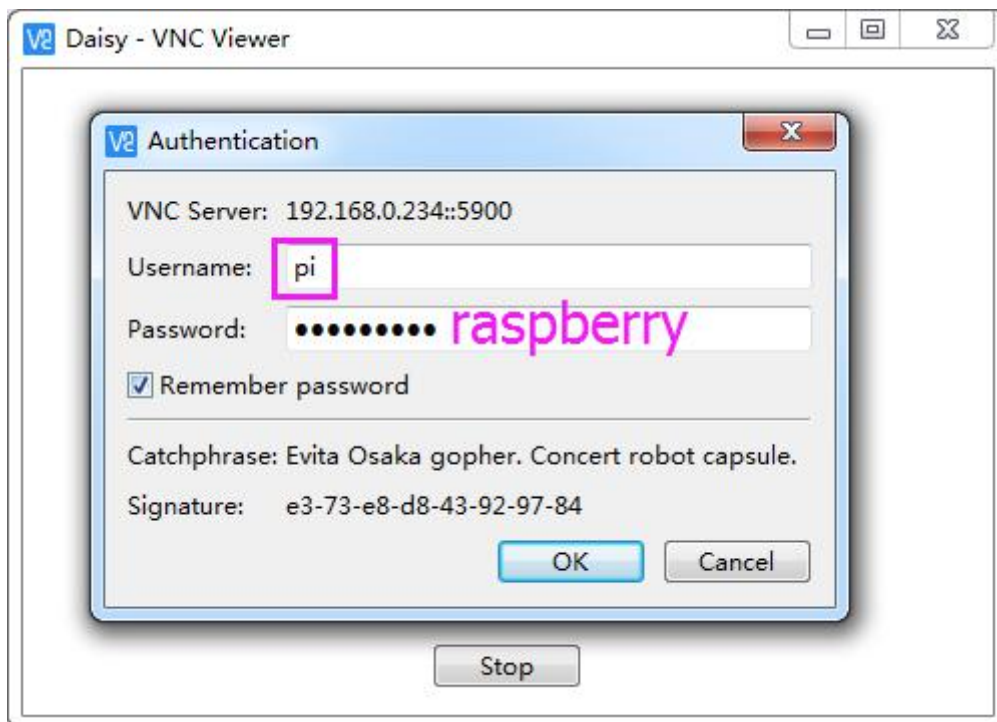 Daisy - VNC Viewer
Authentication
VNC Server: 192.168.0.234::5900
Username: pi
Password: ●●●●●●●●● raspberry
Remember password
Catchphrase: Evita Osaka gopher. Concert robot capsule.
Signature: e3-73-e8-d8-43-92-97-84
OK Cancel
Stop